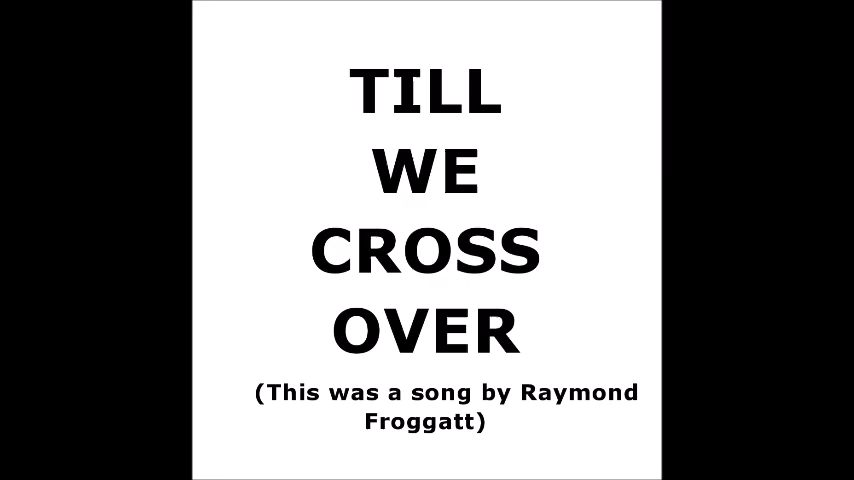 TILL
WE
CROSS
OVER
(This was a song by Raymond
Froggatt)